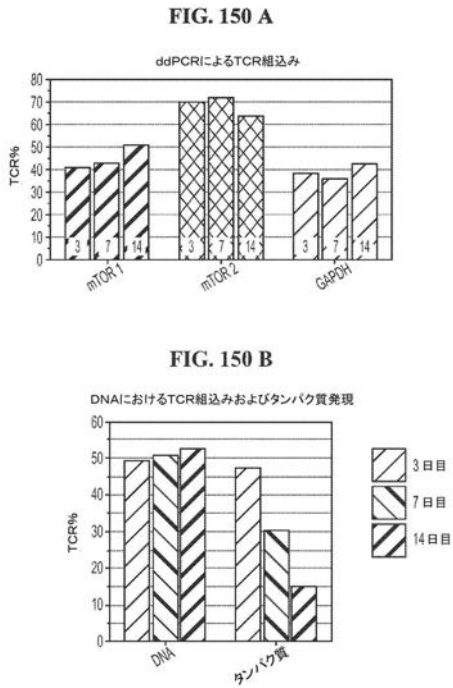 FIG. 150 A
ddPCRによるTCR組込み
TCR%
80
70
60
50
40
30
20
10
0
3 7 14
3 7 14
3 7 14
mTOR 1
mTOR 2
GAPDH
FIG. 150 B
DNAにおけるTCR組込みおよびタンパク質発現
TCR%
60
50
40
30
20
10
0
DNA
タンパク質
3 日目
7 日目
14日目